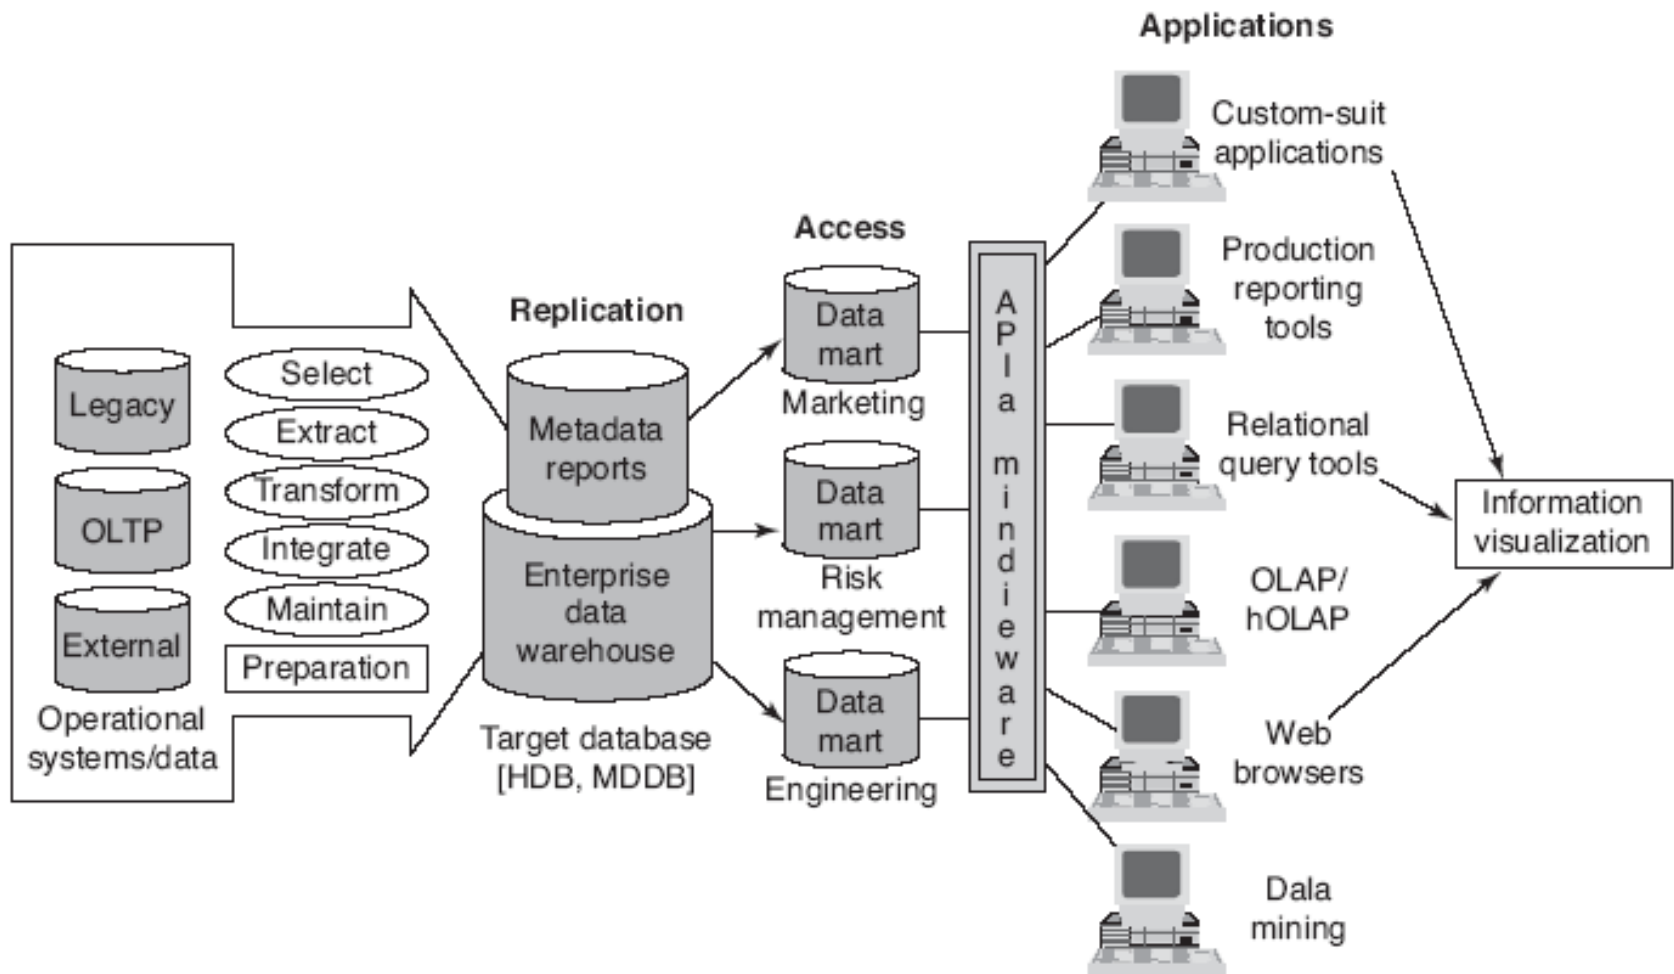 Applications
Custom-suit
applications
Production
reporting
tools
Relational
query tools
OLAP/
hOLAP
Web
browsers
Dala
mining
Information
visualization
Access
Data
mart
Marketing
Data
mart
Risk
management
Data
mart
Engineering
APIa mindieware
Replication
Metadata
reports
Enterprise
data
warehouse
Target database
[HDB, MDDB]
Legacy
OLTP
External
Operational
systems/data
Select
Extract
Transform
Integrate
Maintain
Preparation